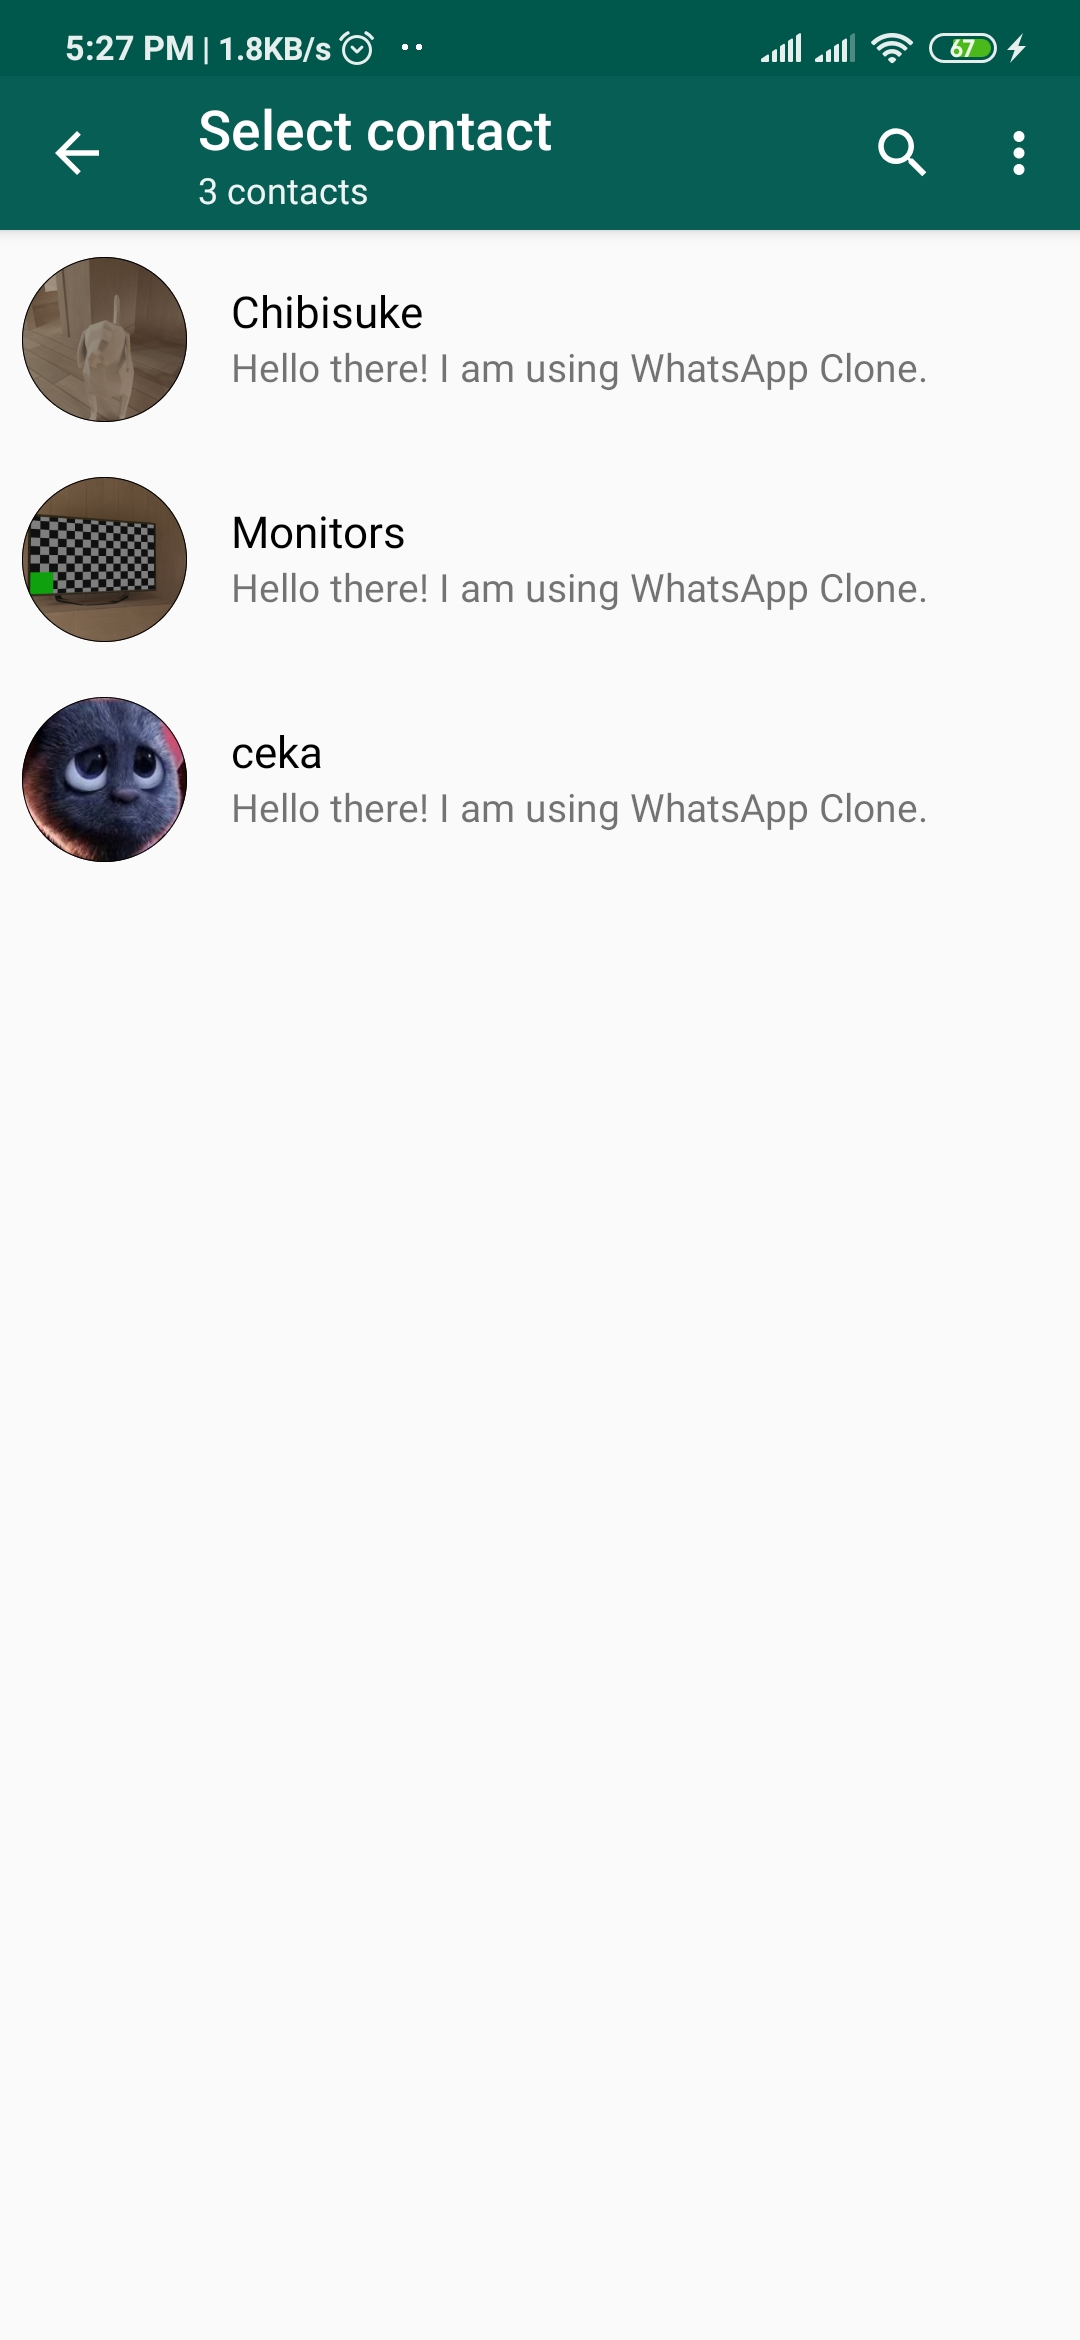 5:27 PM | 1.8KB/s 67
Select contact
3 contacts
Chibisuke
Hello there! I am using WhatsApp Clone.
Monitors
Hello there! I am using WhatsApp Clone.
ceka
Hello there! I am using WhatsApp Clone.